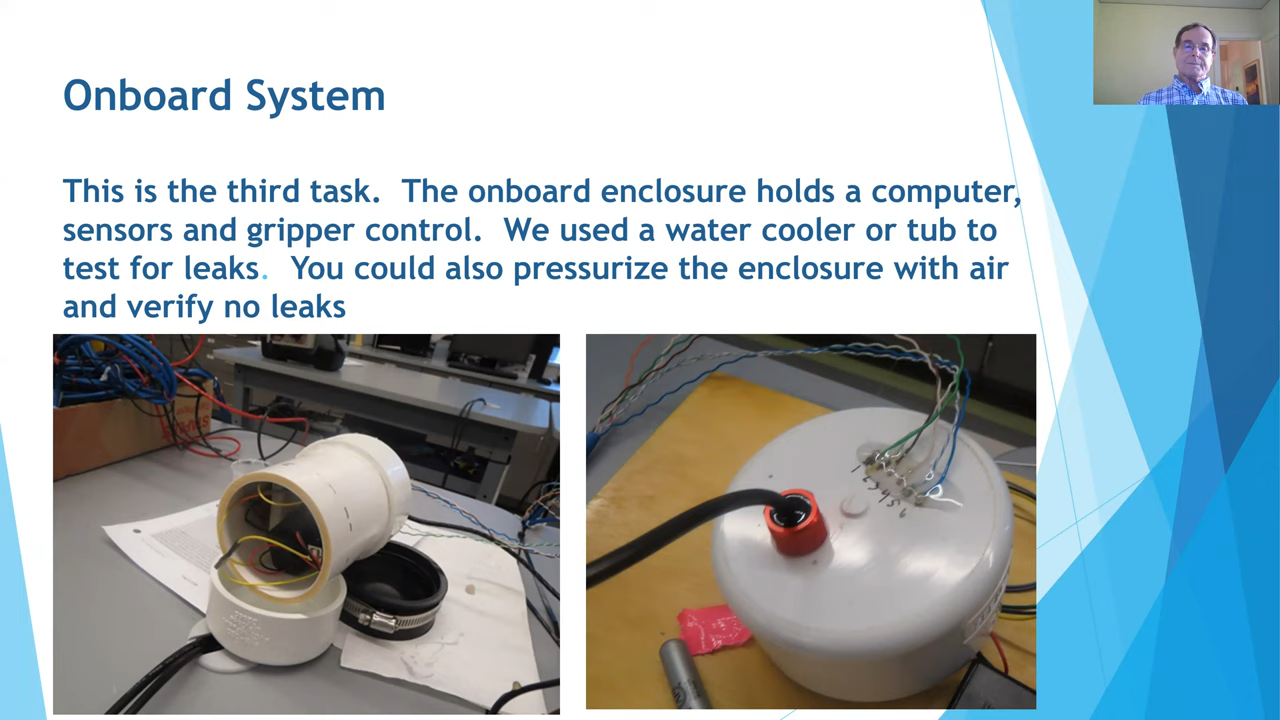 Onboard System
This is the third task. The onboard enclosure holds a computer,
sensors and gripper control. We used a water cooler or tub to
test for leaks. You could also pressurize the enclosure with air
and verify no leaks